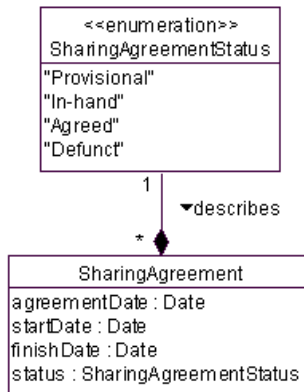 <<enumeration>>
SharingAgreementStatus
"Provisional"
"In-hand"
"Agreed"
"Defunct"
1
describes
*
SharingAgreement
agreementDate : Date
startDate : Date
finishDate : Date
status : SharingAgreementStatus